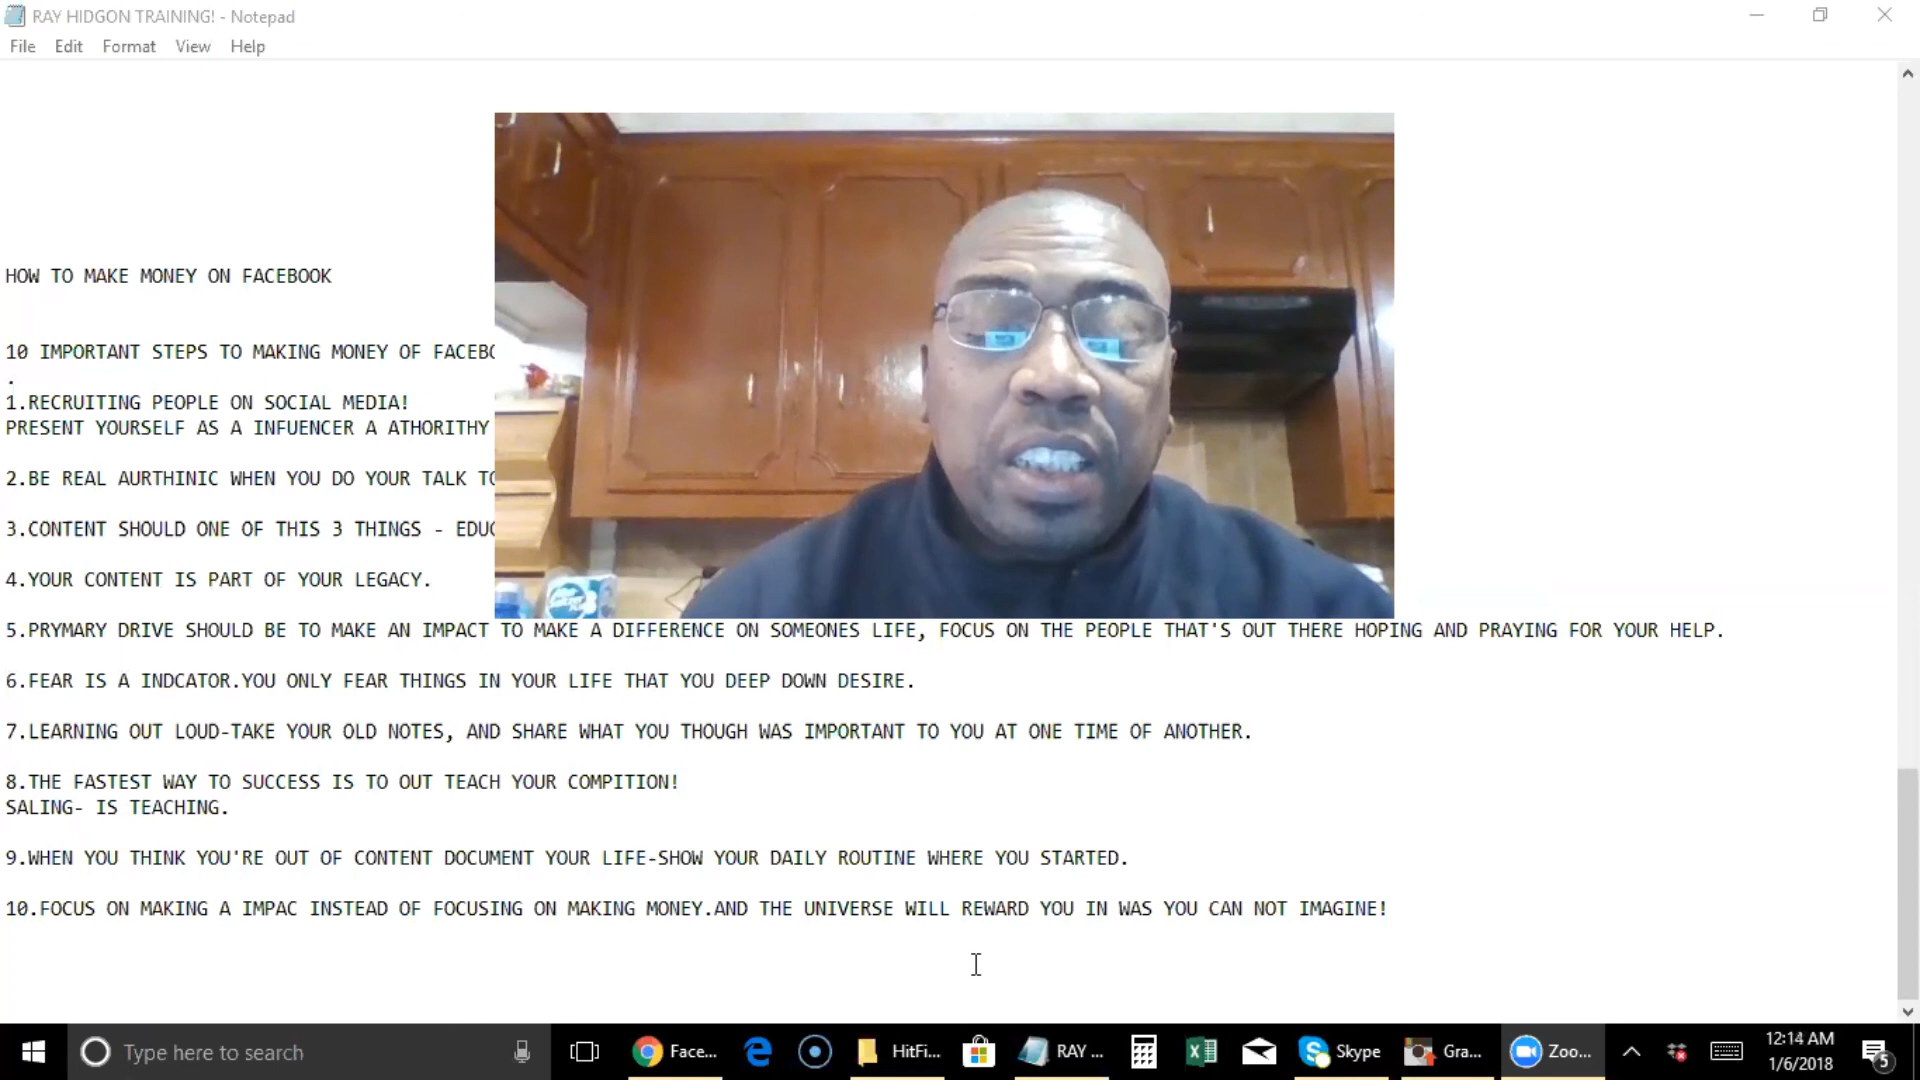 RAY HIDGON TRAINING! - Notepad
File Edit Format View Help
HOW TO MAKE MONEY ON FACEBOOK
10 IMPORTANT STEPS TO MAKING MONEY OF
.
1.RECRUITING PEOPLE ON SOCIAL MEDIA!
PRESENT YOURSELF AS A INFUENCER A ATHORITHY
2.BE REAL AURTHINIC WHEN YOU DO YOUR TALK
3.CONTENT SHOULD ONE OF THIS 3 THINGS -
4.YOUR CONTENT IS PART OF YOUR LEGACY.
5.PRYMARY DRIVE SHOULD BE TO MAKE AN IMPACT TO MAKE A DIFFERENCE ON SOMEONES LIFE, FOCUS ON THE PEOPLE THAT'S OUT THERE HOPING AND PRAYING FOR YOUR HELP.
6.FEAR IS A INDCATOR.YOU ONLY FEAR THINGS IN YOUR LIFE THAT YOU DEEP DOWN DESIRE.
7.LEARNING OUT LOUD-TAKE YOUR OLD NOTES, AND SHARE WHAT YOU THOUGH WAS IMPORTANT TO YOU AT ONE TIME OF ANOTHER.
8.THE FASTEST WAY TO SUCCESS IS TO OUT TEACH YOUR COMPITION!
SALING- IS TEACHING.
9.WHEN YOU THINK YOU'RE OUT OF CONTENT DOCUMENT YOUR LIFE-SHOW YOUR DAILY ROUTINE WHERE YOU STARTED.
10.FOCUS ON MAKING A IMPAC INSTEAD OF FOCUSING ON MAKING MONEY.AND THE UNIVERSE WILL REWARD YOU IN WAS YOU CAN NOT IMAGINE!
Type here to search Face... HitFi... RAY ... Skype Gra... Zoo... 12:14 AM
1/6/2018 5